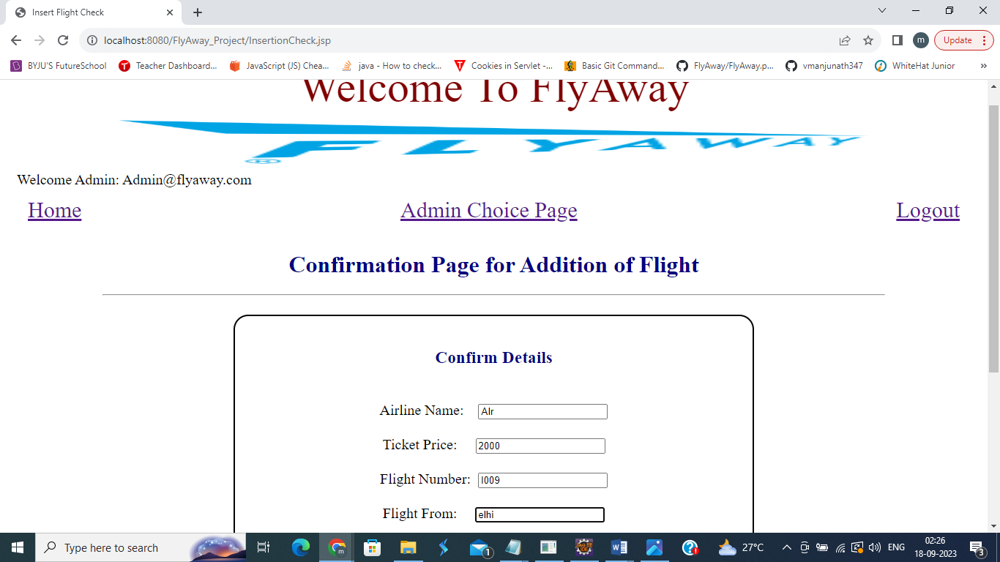 Insert Flight Check
localhost:8080/FlyAway_Project/InsertionCheck.jsp
Update
BYJU'S FutureSchool
Teacher Dashboard...
JavaScript (JS) Chea...
java - How to check...
Cookies in Servlet -...
Basic Git Command...
FlyAway/FlyAway.p...
vmanjunath347
WhiteHat Junior
»
Welcome To FlyAway
FLYAWAY
®
Welcome Admin: Admin@flyaway.com
Home
Admin Choice Page
Logout
Confirmation Page for Addition of Flight
Confirm Details
Airline Name: AIr
Ticket Price: 2000
Flight Number: I009
Flight From: elhi
Type here to search
27°C
ENG
02:26
18-09-2023
3